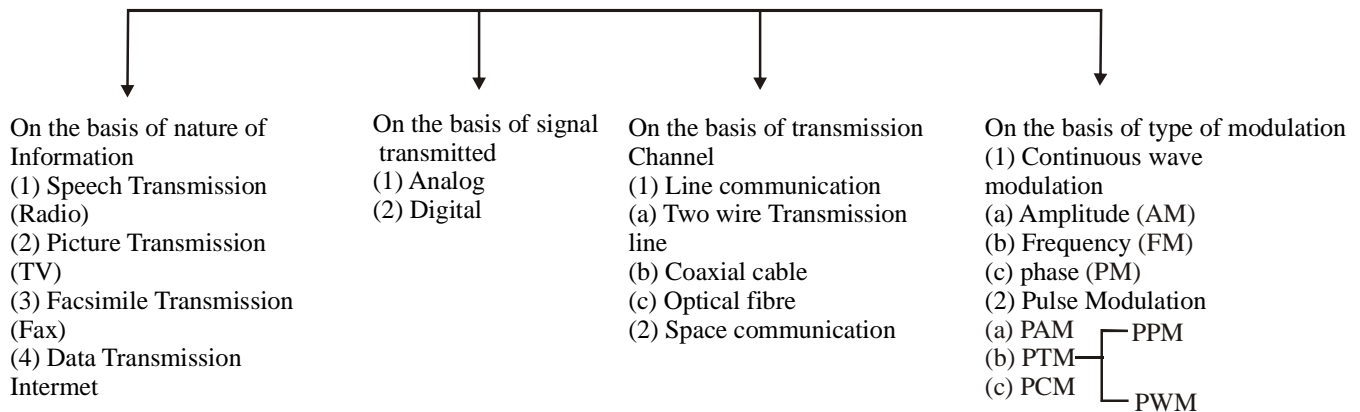 On the basis of nature of
Information
(1) Speech Transmission
(Radio)
(2) Picture Transmission
(TV)
(3) Facsimile Transmission
(Fax)
(4) Data Transmission
Intermet
On the basis of signal
transmitted
(1) Analog
(2) Digital
On the basis of transmission
Channel
(1) Line communication
(a) Two wire Transmission
line
(b) Coaxial cable
(c) Optical fibre
(2) Space communication
On the basis of type of modulation
(1) Continuous wave
modulation
(a) Amplitude (AM)
(b) Frequency (FM)
(c) phase (PM)
(2) Pulse Modulation
(a) PAM
(b) PTM
(c) PCM
PPM
PWM